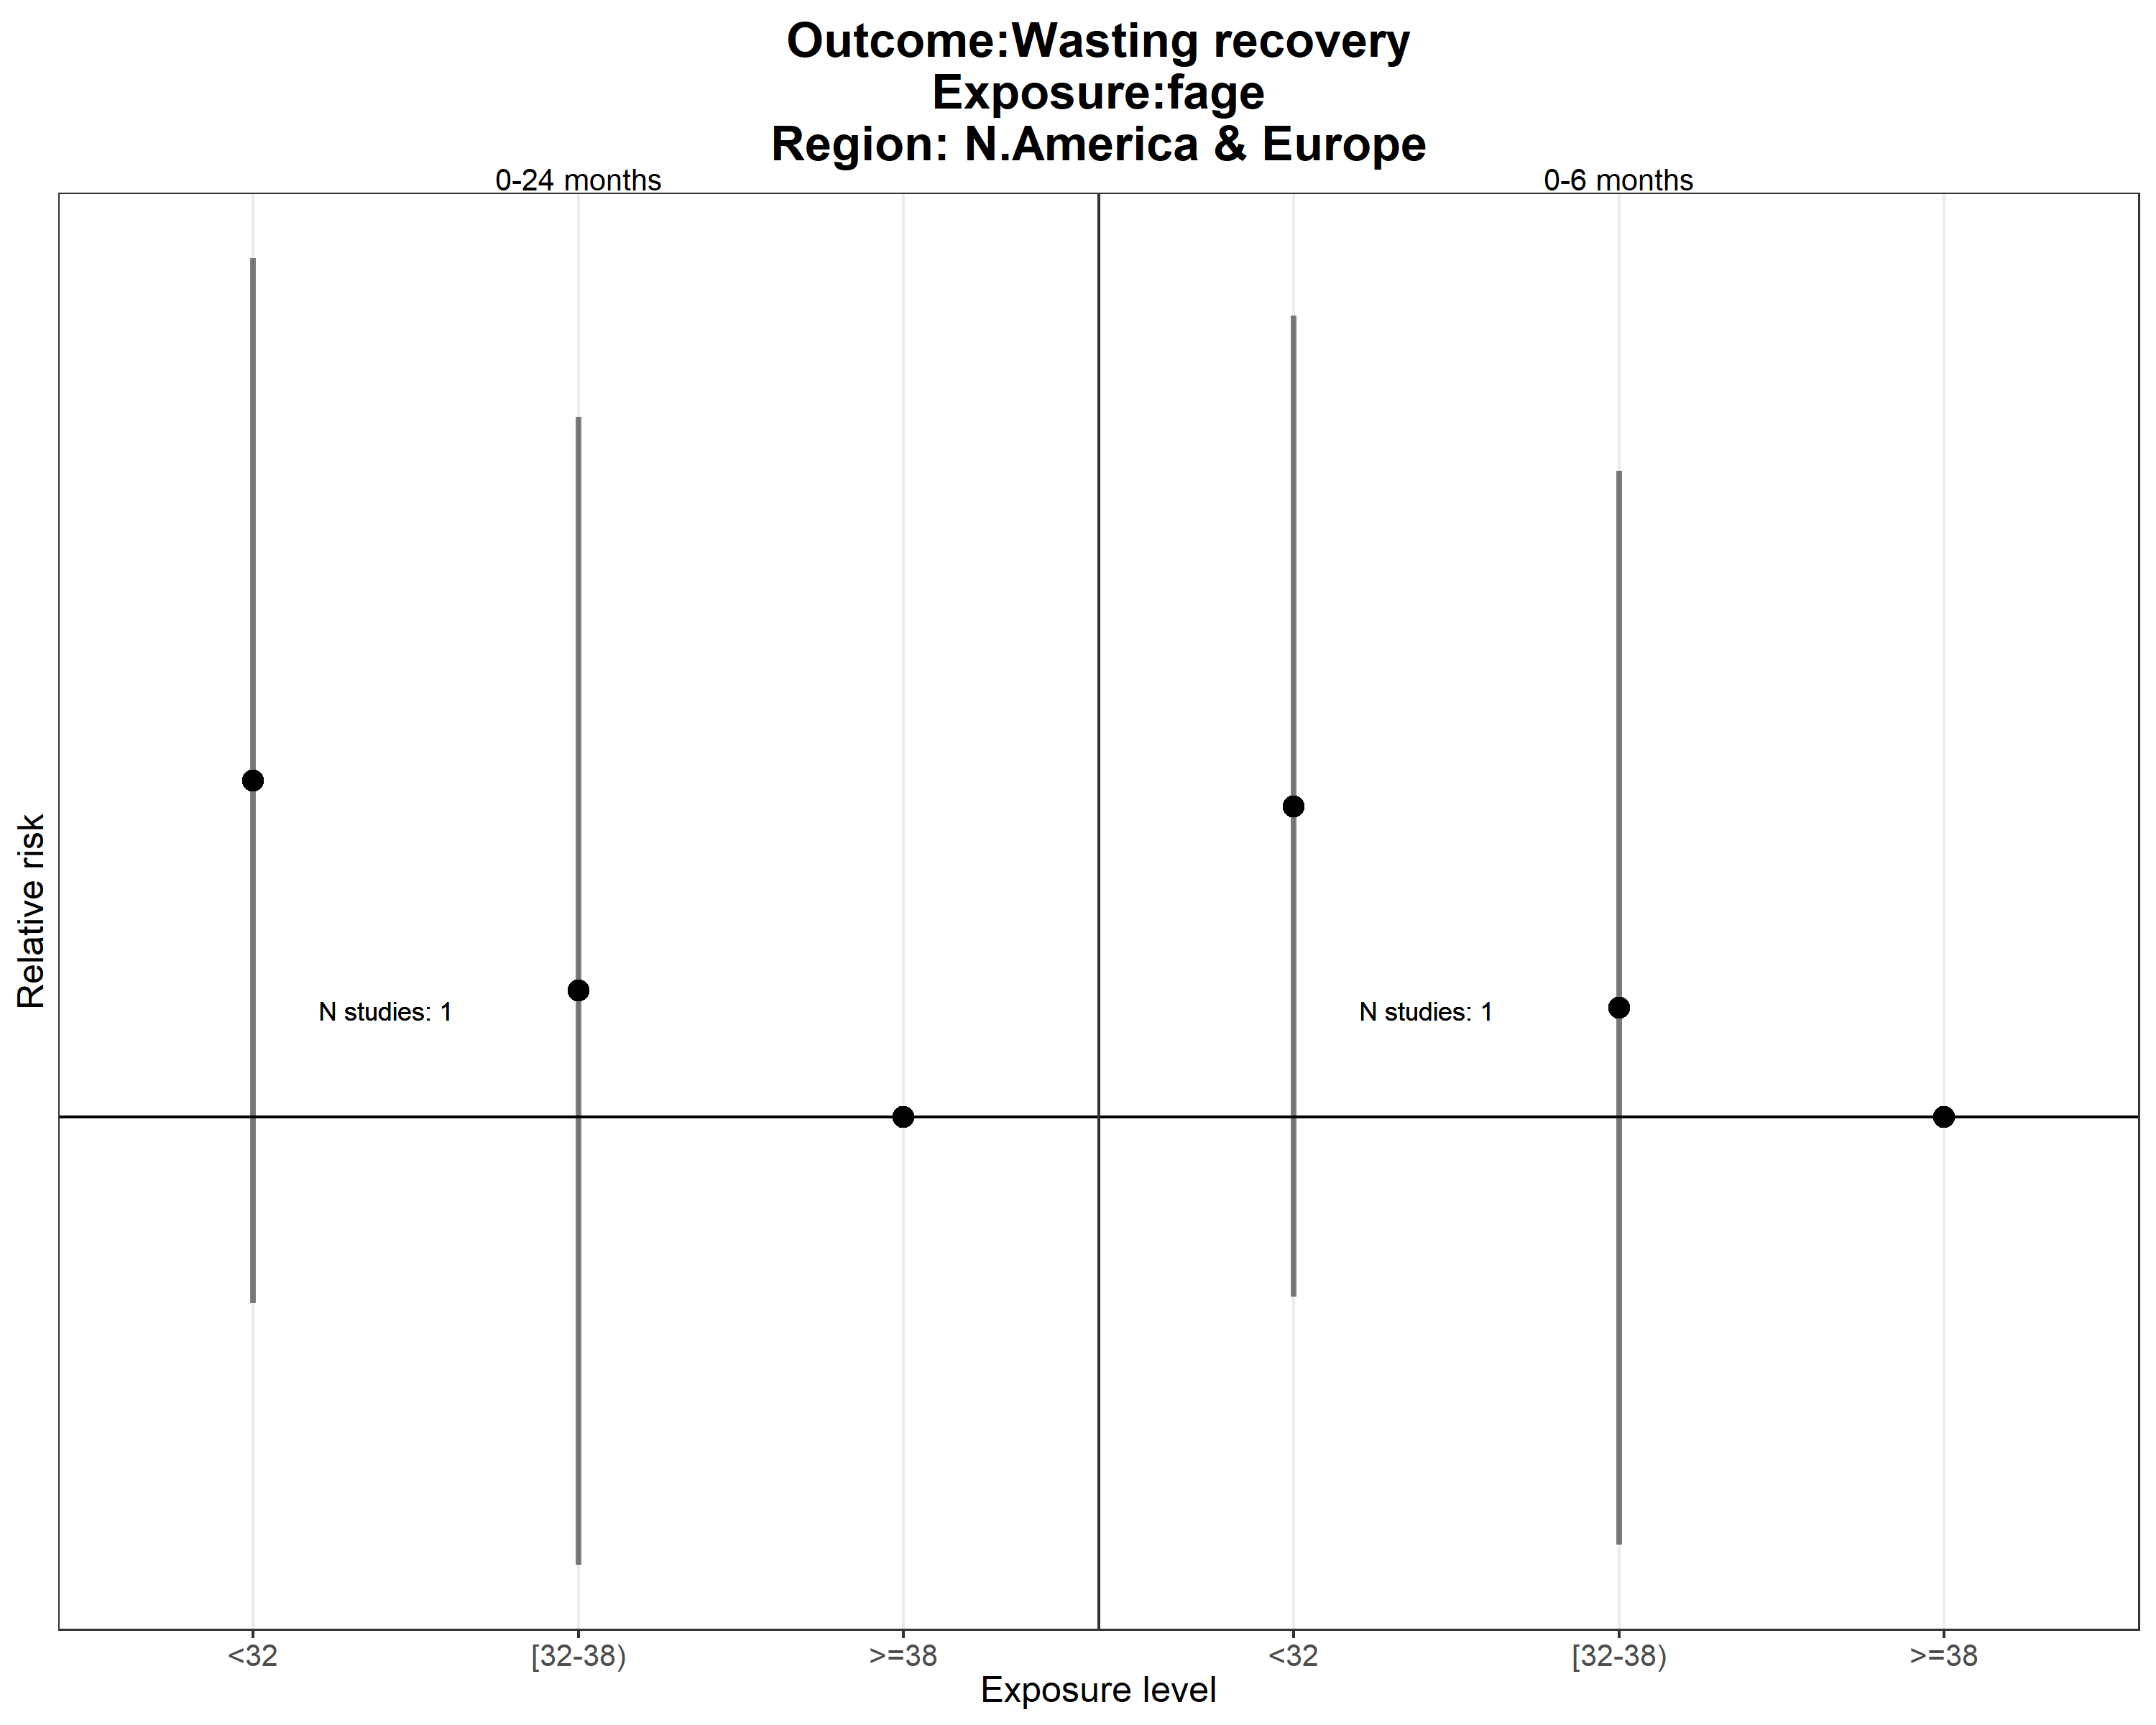 Outcome:Wasting recovery
Exposure:fage
Region: N.America & Europe
0-24 months
0-6 months
Relative risk
N studies: 1
N studies: 1
<32
[32-38)
>=38
<32
[32-38)
>=38
Exposure level